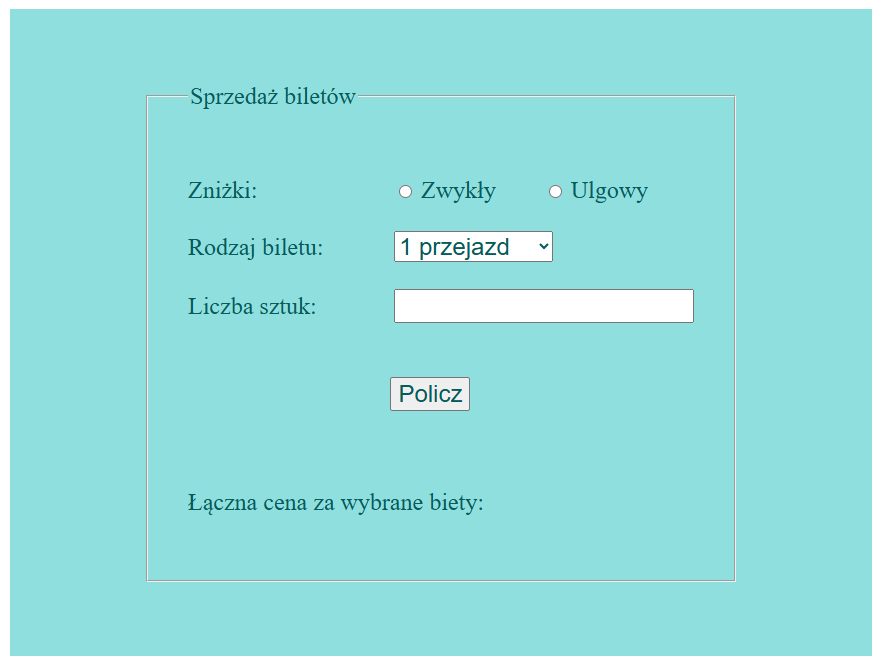 Sprzedaż biletów
Zniżki: Zwykły Ulgowy
Rodzaj biletu: 1 przejazd
Liczba sztuk:
Policz
Łączna cena za wybrane biety: